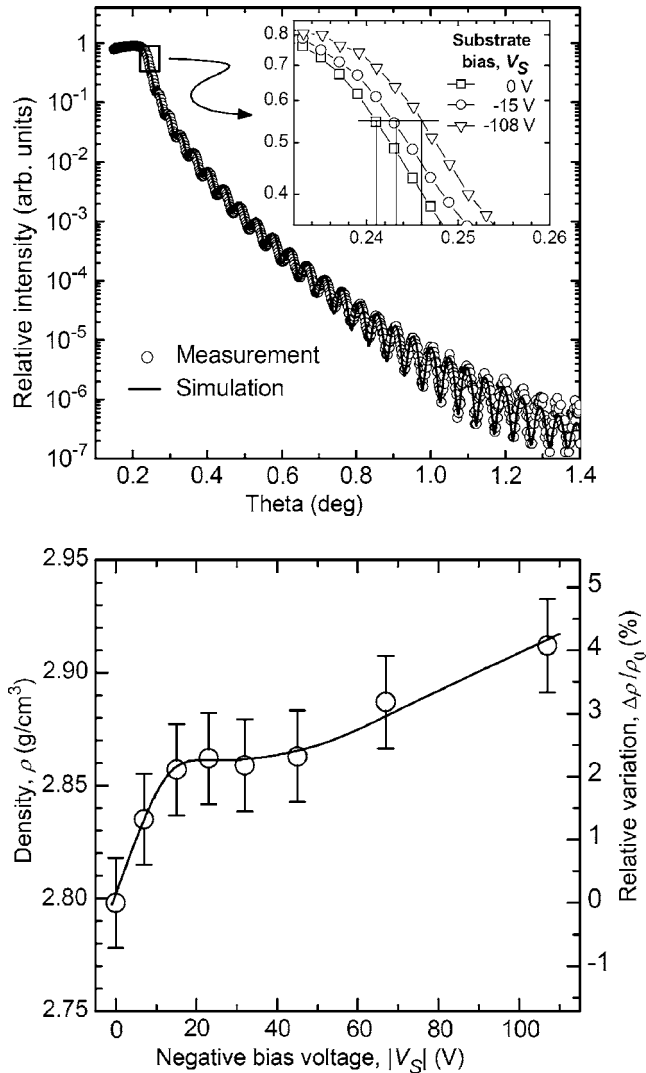 Relative intensity (arb. units)
1
10⁻¹
10⁻²
10⁻³
10⁻⁴
10⁻⁵
10⁻⁶
10⁻⁷
0.2 0.4 0.6 0.8 1.0 1.2 1.4
Theta (deg)
Measurement
Simulation
0.8
0.7
0.6
0.5
0.4
0.24 0.25 0.26
Substrate
bias, V_S
0 V
-15 V
-108 V
Density, ρ (g/cm³)
2.95
2.90
2.85
2.80
2.75
0 20 40 60 80 100
Negative bias voltage, |V_S| (V)
5
4
3
2
1
0
-1
Relative variation, Δρ/ρ₀ (%)